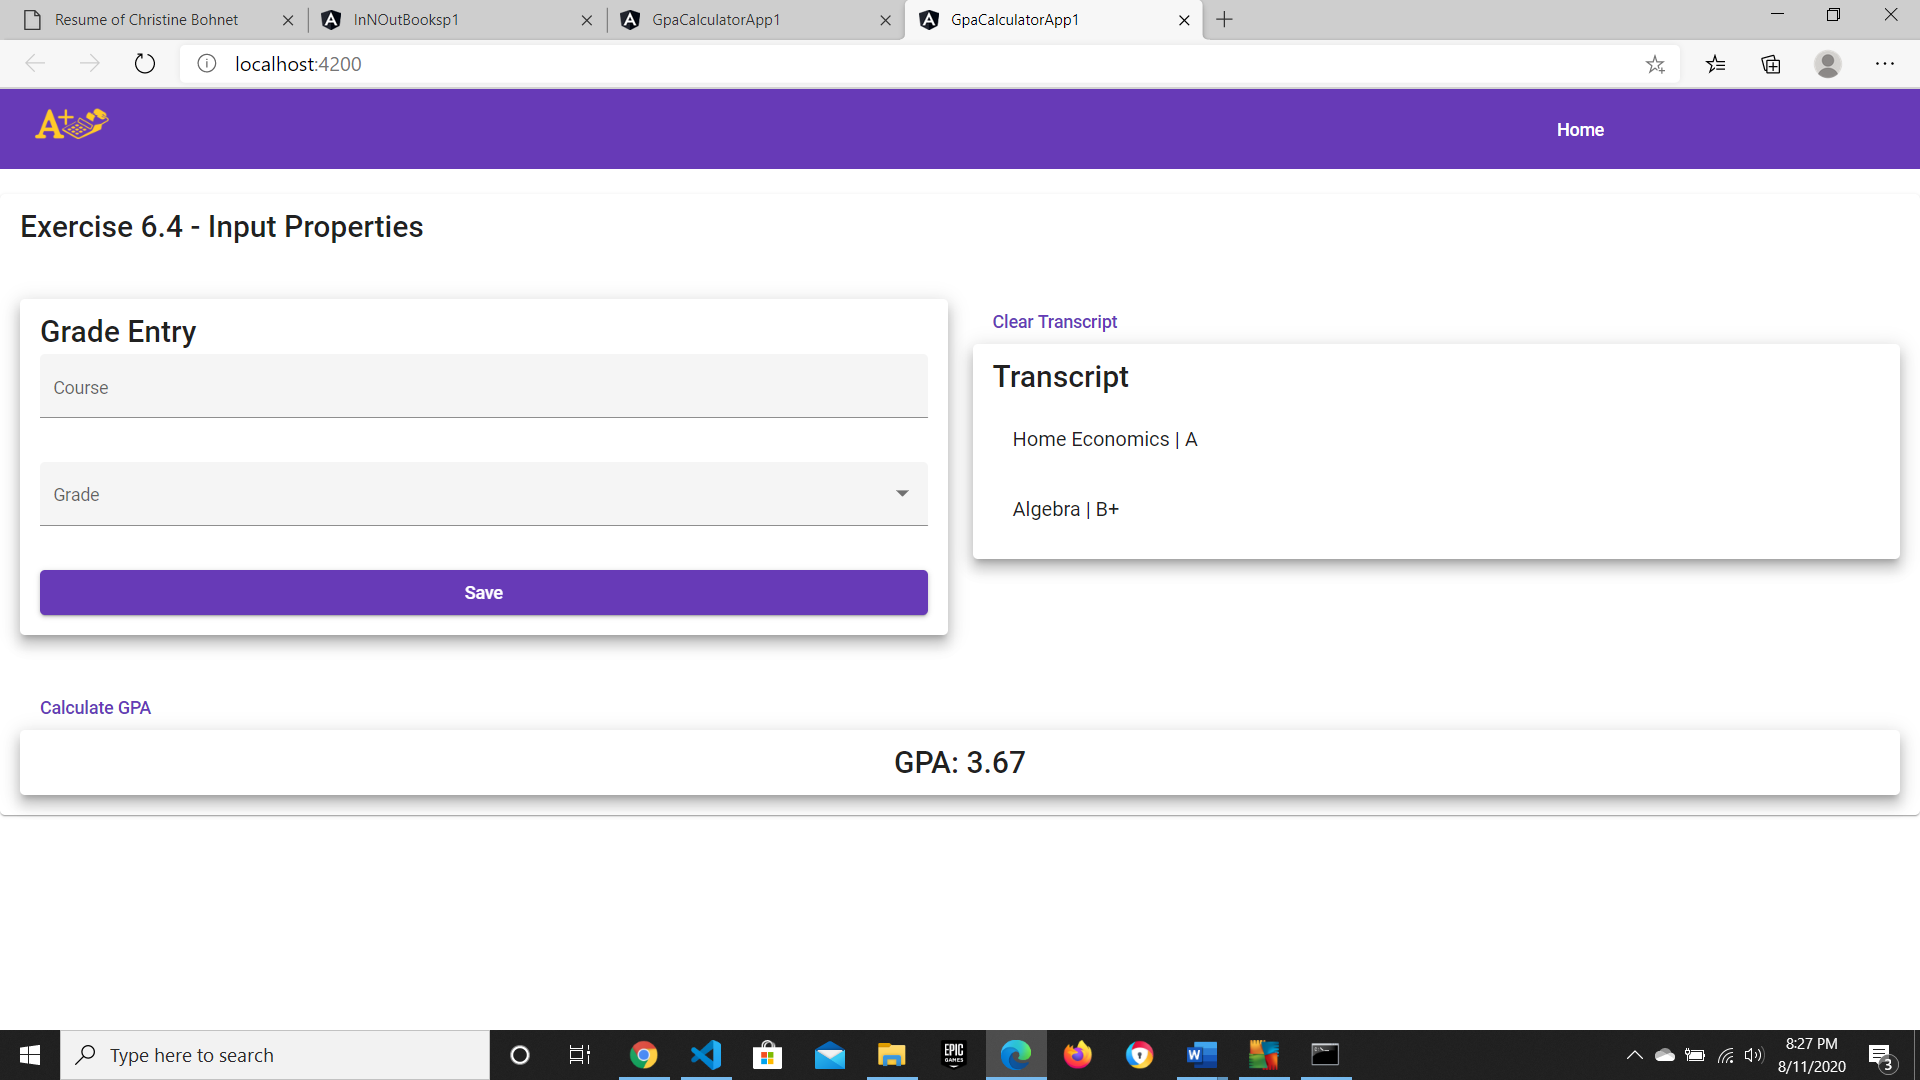 Resume of Christine Bohnet
InNOutBooksp1
GpaCalculatorApp1
GpaCalculatorApp1
localhost:4200
A+
Home
Exercise 6.4 - Input Properties
Grade Entry
Course
Grade
Save
Clear Transcript
Transcript
Home Economics | A
Algebra | B+
Calculate GPA
GPA: 3.67
Type here to search
EPIC
GAMES
W
8:27 PM
8/11/2020
3